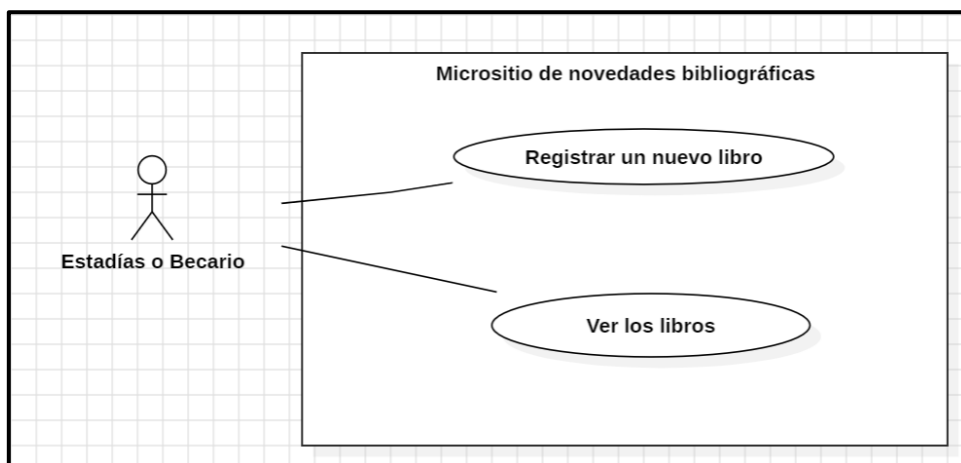 Micrositio de novedades bibliográficas
Registrar un nuevo libro
Estadías o Becario
Ver los libros